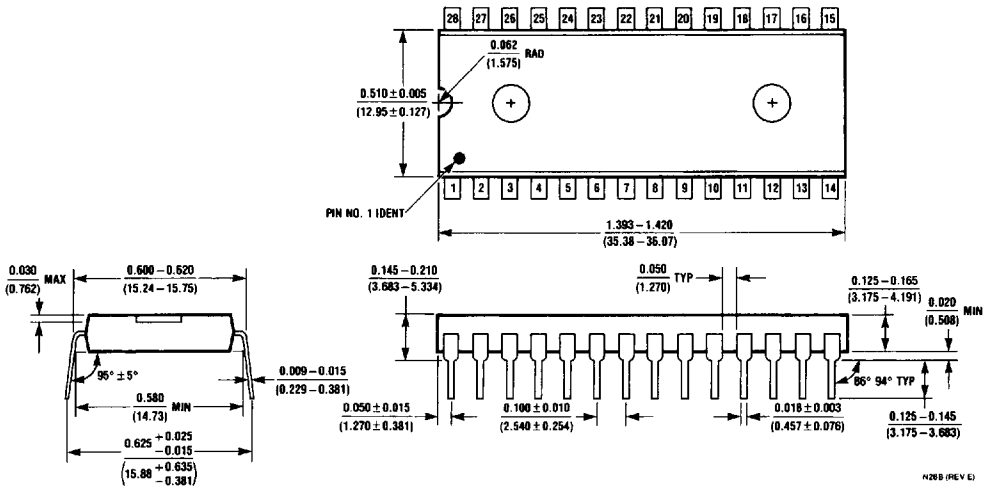 28 27 26 25 24 23 22 21 20 19 18 17 16 15
0.062
(1.575)
RAD
0.510 ± 0.005
(12.95 ± 0.127)
1 2 3 4 5 6 7 8 9 10 11 12 13 14
PIN NO. 1 IDENT
1.393 – 1.420
(35.38 – 36.07)
0.030
(0.762)
MAX
0.600 – 0.620
(15.24 – 15.75)
95° ± 5°
0.009 – 0.015
(0.229 – 0.381)
0.580
(14.73)
MIN
0.625 + 0.025
- 0.015
(15.88 + 0.635
- 0.381)
0.145 – 0.210
(3.683 – 5.334)
0.050
(1.270)
TYP
0.125 – 0.165
(3.175 – 4.191)
0.020
(0.508)
MIN
86° 94° TYP
0.050 ± 0.015
(1.270 ± 0.381)
0.100 ± 0.010
(2.540 ± 0.254)
0.018 ± 0.003
(0.457 ± 0.076)
0.125 – 0.145
(3.175 – 3.683)
N28B (REV E)